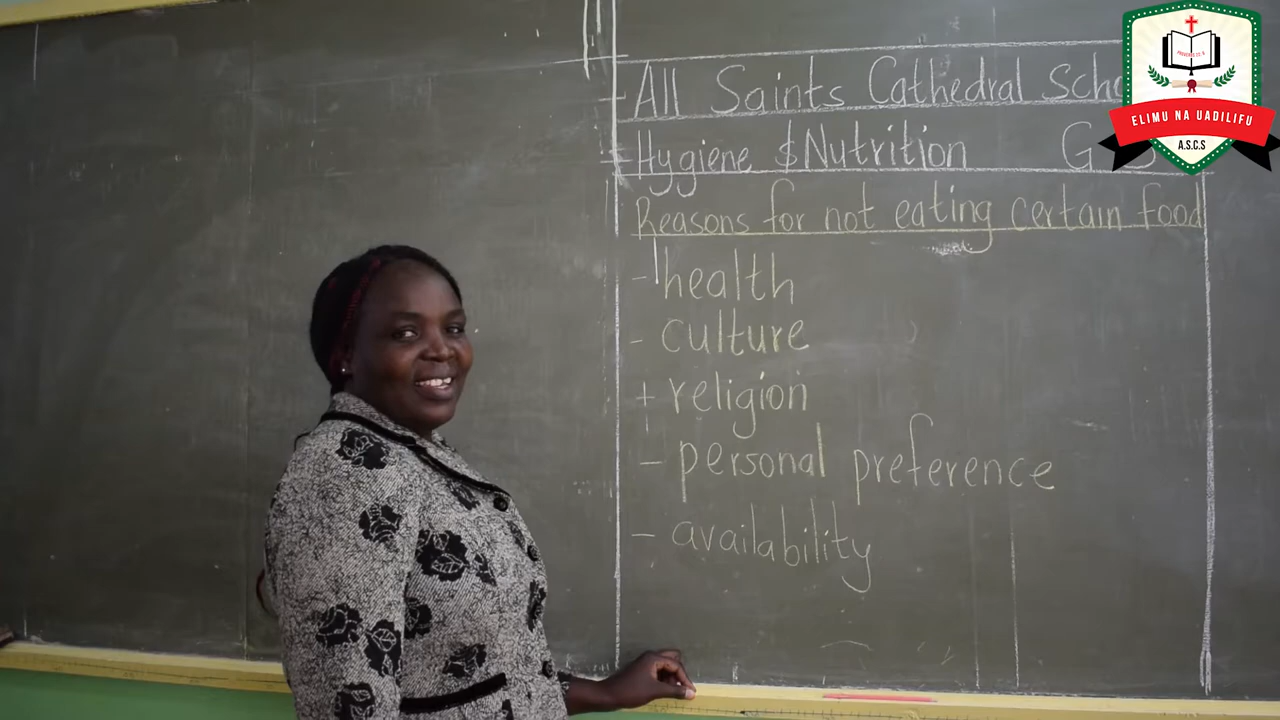 All Saints Cathedral Scho
Hygiene & Nutrition G
Reasons for not eating certain food
- health
- culture
+ religion
- personal preference
- availability
ELIMU NA UADILIFU
A.S.C.S